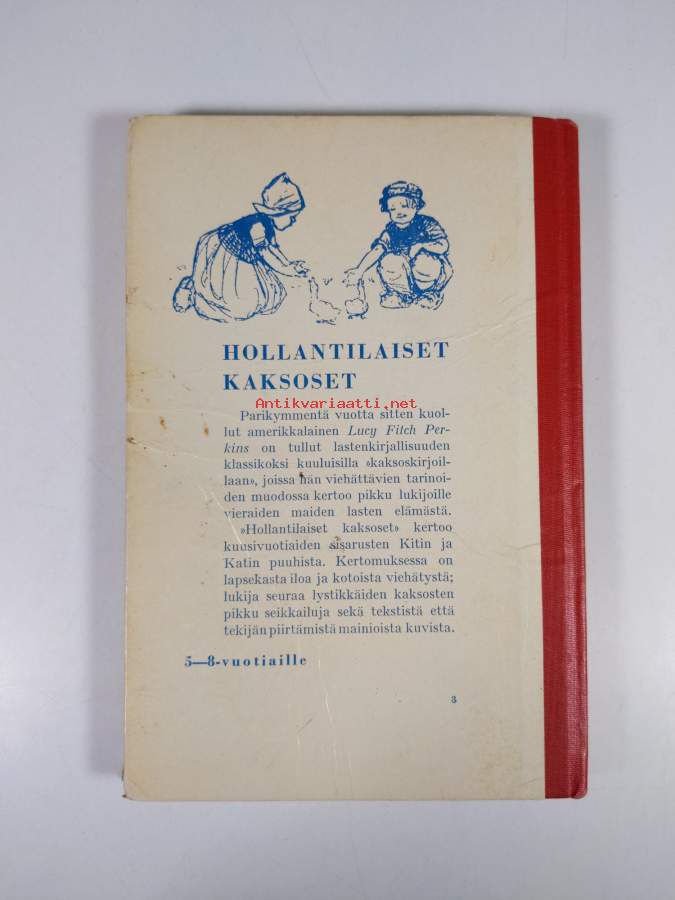 HOLLANTILAISET
KAKSOSET
Antikvariaatti.net
Parikymmentä vuotta sitten kuol-
lut amerikkalainen Lucy Fitch Per-
kins on tullut lastenkirjallisuuden
klassikoksi kuuluisilla »kaksoskirjoil-
laan», joissa hän viehättävien tarinoi-
den muodossa kertoo pikku lukijoille
vieraiden maiden lasten elämästä.
»Hollantilaiset kaksoset» kertoo
kuusivuotiaiden sisarusten Kitin ja
Katin puuhista. Kertomuksessa on
lapsekasta iloa ja kotoista viehätystä;
lukija seuraa lystikkäiden kaksosten
pikku seikkailuja sekä tekstistä että
tekijän piirtämistä mainioista kuvista.
5—8-vuotiaille
3